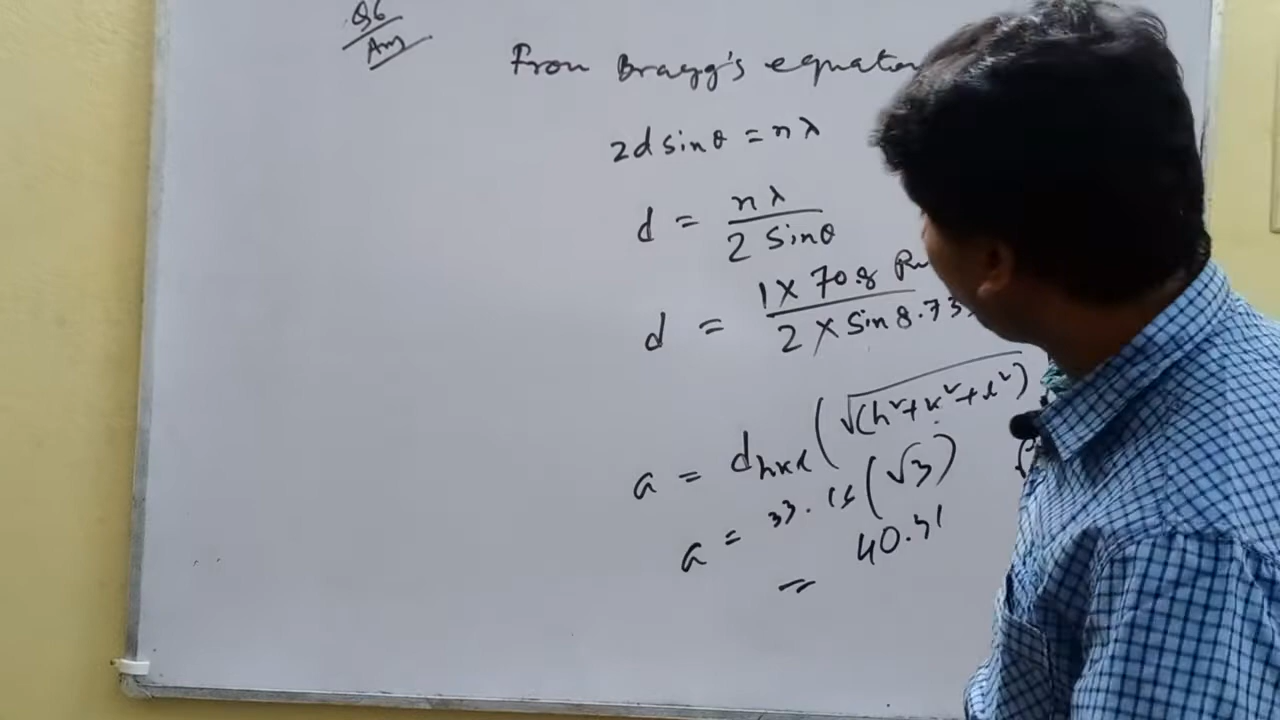 Q6
Ans
From Bragg's equation
2d sinθ = nλ
d = nλ / 2 Sinθ
d = 1 X 70.8 / 2 X Sin 8.73
a = dhkl (√(h²+k²+l²))
a = 33.15 (√3)
= 40.31